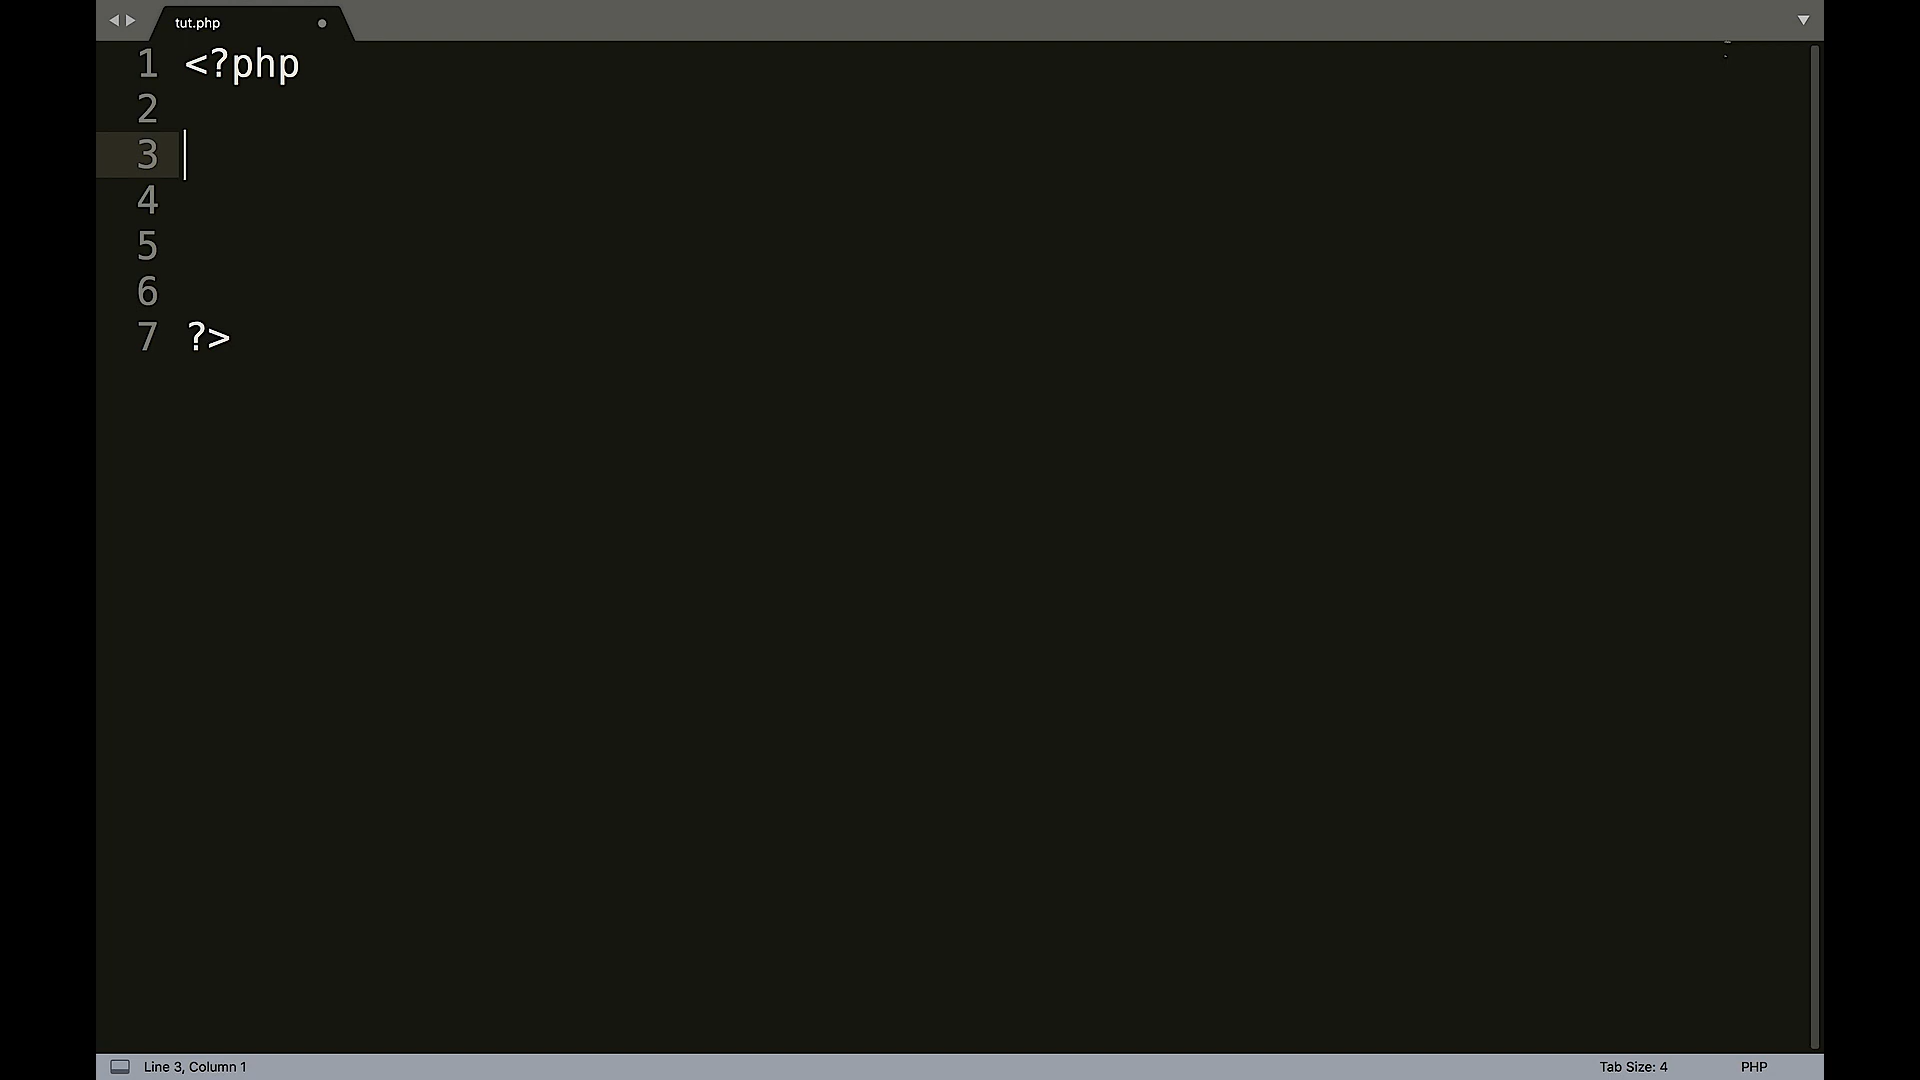 tut.php
1 <?php
2
3
4
5
6
7 ?>
Line 3, Column 1
Tab Size: 4
PHP